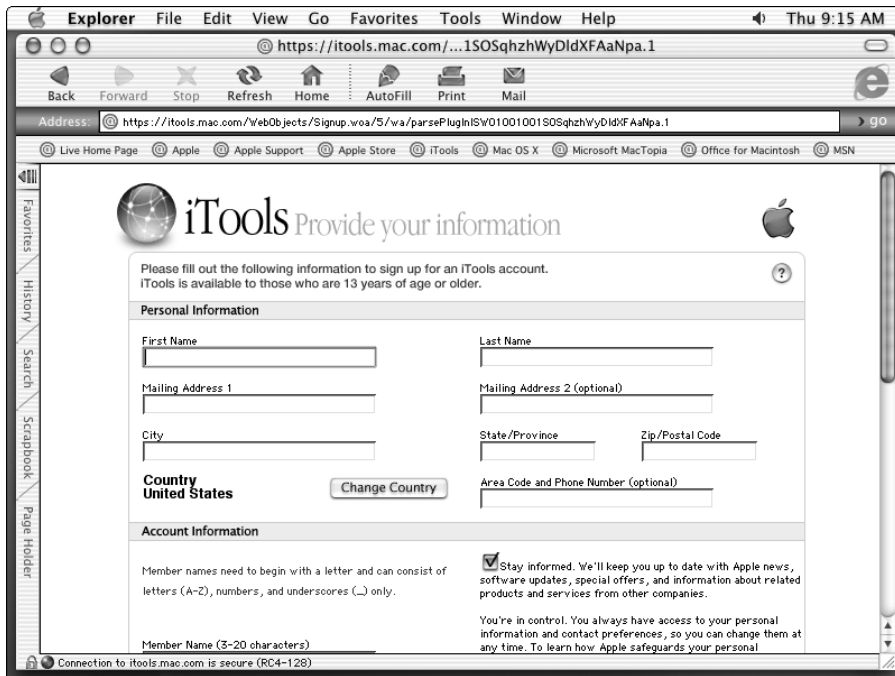 Explorer File Edit View Go Favorites Tools Window Help Thu 9:15 AM
https://itools.mac.com/...1SOSqhzhWyDldXFAaNpa.1
Back Forward Stop Refresh Home AutoFill Print Mail
Address: https://itools.mac.com/WebObjects/Signup.woa/5/wa/parsePlugInISW01001001SOSqhzhWyDldXFAaNpa.1 go
Live Home Page Apple Apple Support Apple Store iTools Mac OS X Microsoft MacTopia Office for Macintosh MSN
Favorites
History
Search
Scrapbook
Page Holder
iTools Provide your information
Please fill out the following information to sign up for an iTools account.
iTools is available to those who are 13 years of age or older.
?
Personal Information
First Name Last Name
Mailing Address 1 Mailing Address 2 (optional)
City State/Province Zip/Postal Code
Country
United States
Change Country
Area Code and Phone Number (optional)
Account Information
Member names need to begin with a letter and can consist of
letters (A-Z), numbers, and underscores (_) only.
Member Name (3-20 characters)
Stay informed. We'll keep you up to date with Apple news,
software updates, special offers, and information about related
products and services from other companies.
You're in control. You always have access to your personal
information and contact preferences, so you can change them at
any time. To learn how Apple safeguards your personal
Connection to itools.mac.com is secure (RC4-128)